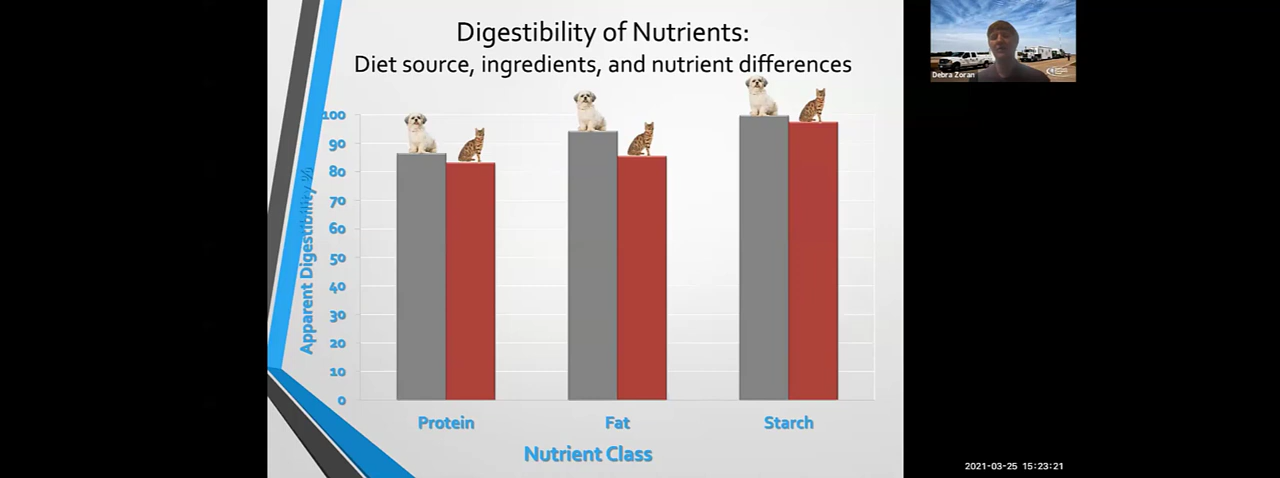 Digestibility of Nutrients:
Diet source, ingredients, and nutrient differences
Debra Zoran
Apparent Digestibility %
100
90
80
70
60
50
40
30
20
10
0
Protein
Fat
Starch
Nutrient Class
2021-03-25 15:23:21